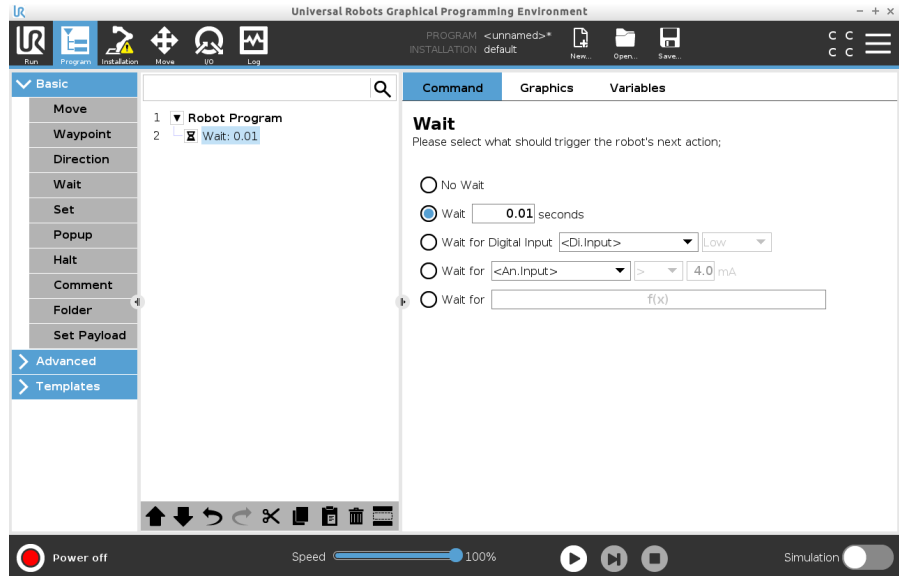 Universal Robots Graphical Programming Environment
PROGRAM <unnamed>*
INSTALLATION default
Run Program Installation Move I/O Log
New... Open... Save...
C C
C C
Basic
Move
Waypoint
Direction
Wait
Set
Popup
Halt
Comment
Folder
Set Payload
Advanced
Templates
1 Robot Program
2 Wait: 0.01
Command Graphics Variables
Wait
Please select what should trigger the robot's next action;
No Wait
Wait 0.01 seconds
Wait for Digital Input <Di.Input> Low
Wait for <An.Input> > 4.0 mA
Wait for f(x)
Power off
Speed 100%
Simulation